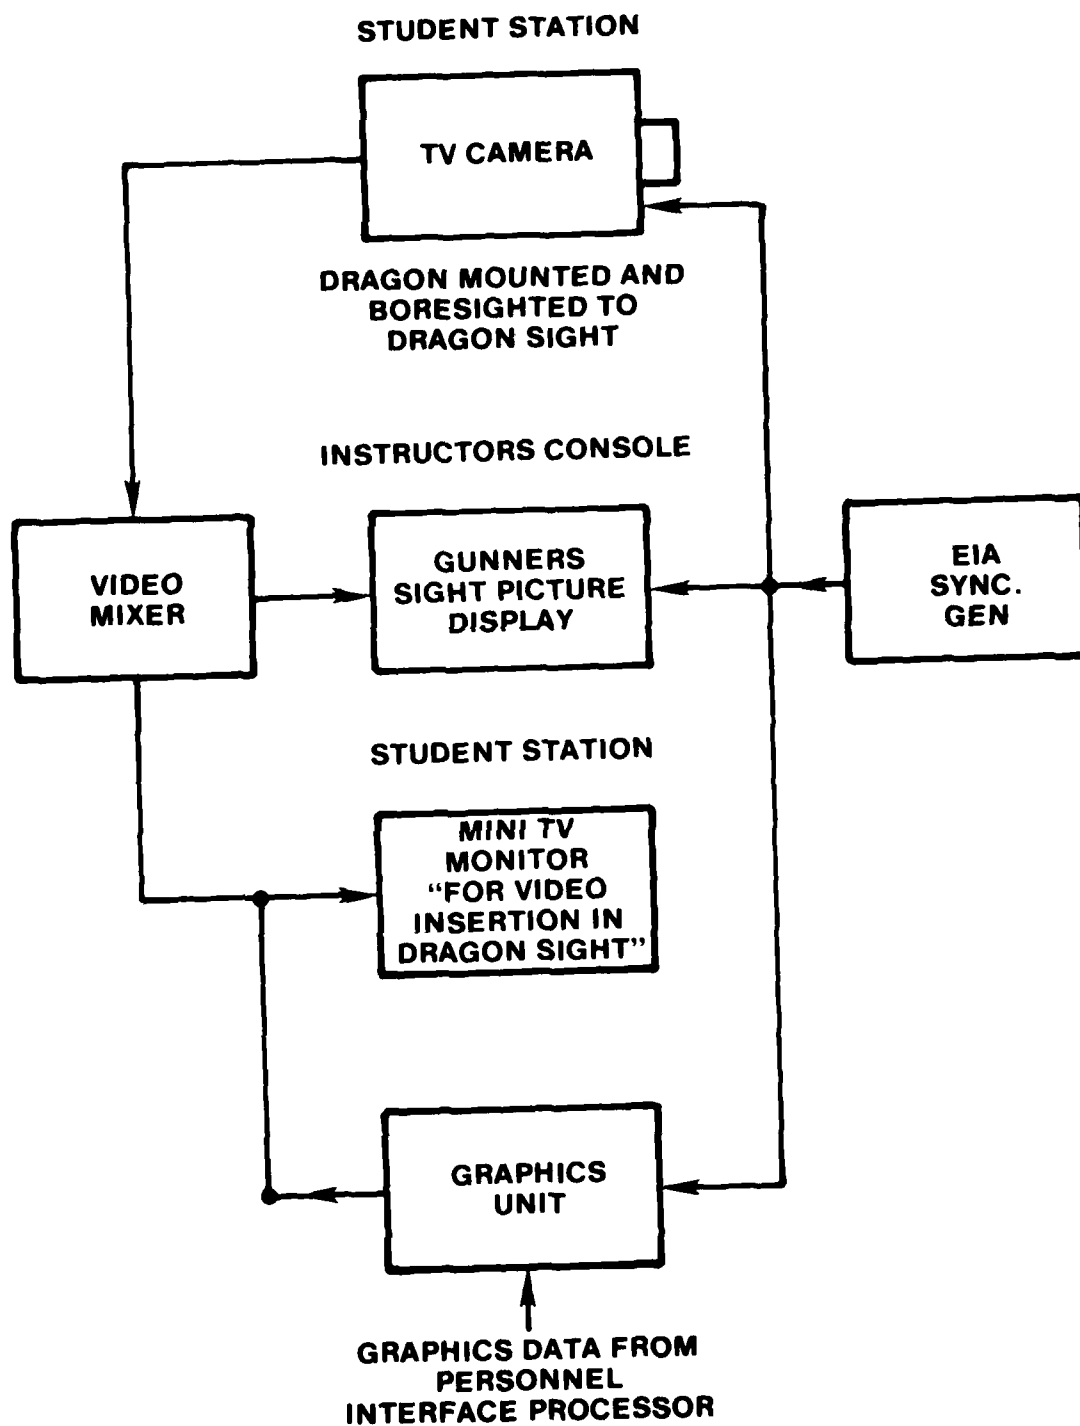 STUDENT STATION
TV CAMERA
DRAGON MOUNTED AND
BORESIGHTED TO
DRAGON SIGHT
INSTRUCTORS CONSOLE
VIDEO
MIXER
GUNNERS
SIGHT PICTURE
DISPLAY
EIA
SYNC.
GEN
STUDENT STATION
MINI TV
MONITOR
“FOR VIDEO
INSERTION IN
DRAGON SIGHT”
GRAPHICS
UNIT
GRAPHICS DATA FROM
PERSONNEL
INTERFACE PROCESSOR